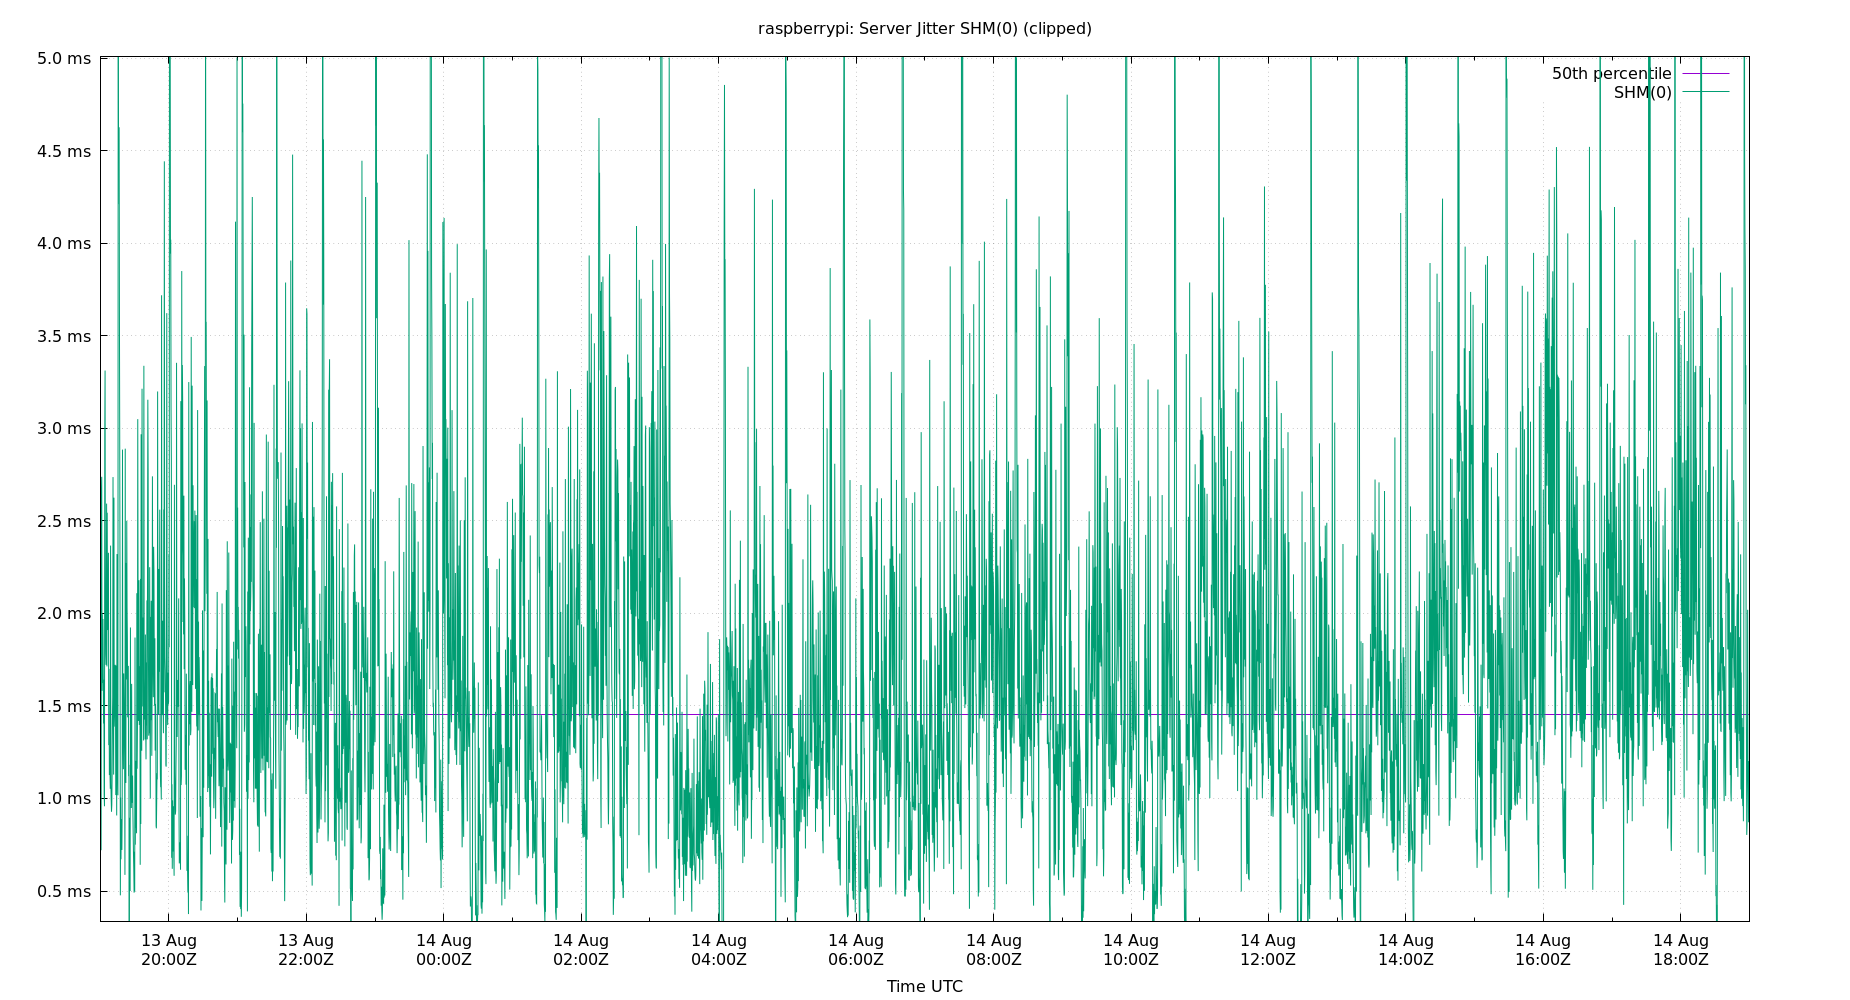 raspberrypi: Server Jitter SHM(0) (clipped)
5.0 ms
4.5 ms
4.0 ms
3.5 ms
3.0 ms
2.5 ms
2.0 ms
1.5 ms
1.0 ms
0.5 ms
50th percentile
SHM(0)
13 Aug 13 Aug 14 Aug 14 Aug 14 Aug 14 Aug 14 Aug 14 Aug 14 Aug 14 Aug 14 Aug 14 Aug
20:00Z 22:00Z 00:00Z 02:00Z 04:00Z 06:00Z 08:00Z 10:00Z 12:00Z 14:00Z 16:00Z 18:00Z
Time UTC